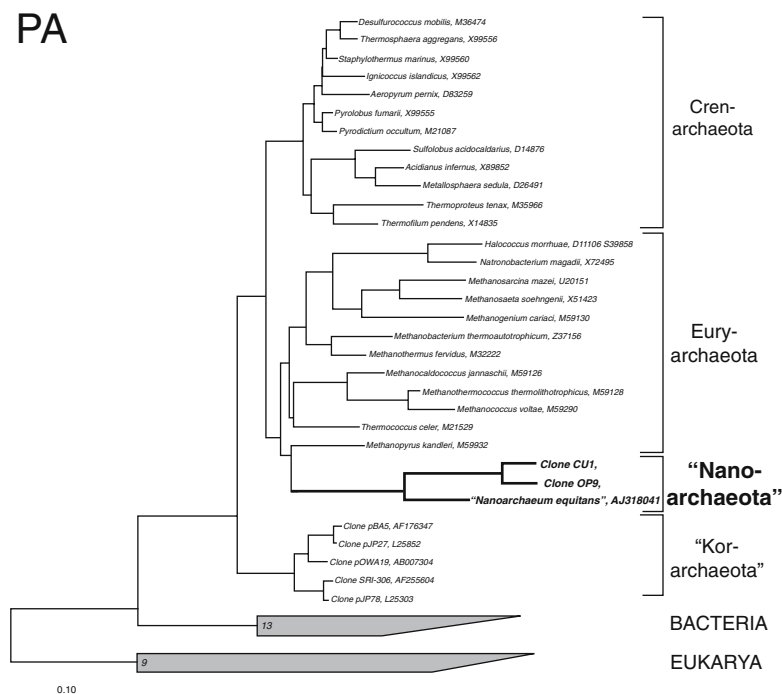 PA
Desulfurococcus mobilis, M36474
Thermosphaera aggregans, X99556
Staphylothermus marinus, X99560
Ignicoccus islandicus, X99562
Aeropyrum pernix, D83259
Pyrolobus fumarii, X99555
Pyrodictium occultum, M21087
Sulfolobus acidocaldarius, D14876
Acidianus infernus, X89852
Metallosphaera sedula, D26491
Thermoproteus tenax, M35966
Thermofilum pendens, X14835
Cren-
archaeota
Halococcus morrhuae, D11106 S39858
Natronobacterium magadii, X72495
Methanosarcina mazei, U20151
Methanosaeta soehngenii, X51423
Methanogenium cariaci, M59130
Methanobacterium thermoautotrophicum, Z37156
Methanothermus fervidus, M32222
Methanocaldococcus jannaschii, M59126
Methanothermococcus thermolithotrophicus, M59128
Methanococcus voltae, M59290
Thermococcus celer, M21529
Methanopyrus kandleri, M59932
Eury-
archaeota
Clone CU1,
Clone OP9,
“Nanoarchaeum equitans”, AJ318041
“Nano-
archaeota”
Clone pBA5, AF176347
Clone pJP27, L25852
Clone pOWA19, AB007304
Clone SRI-306, AF255604
Clone pJP78, L25303
“Kor-
archaeota”
13
BACTERIA
9
EUKARYA
0.10